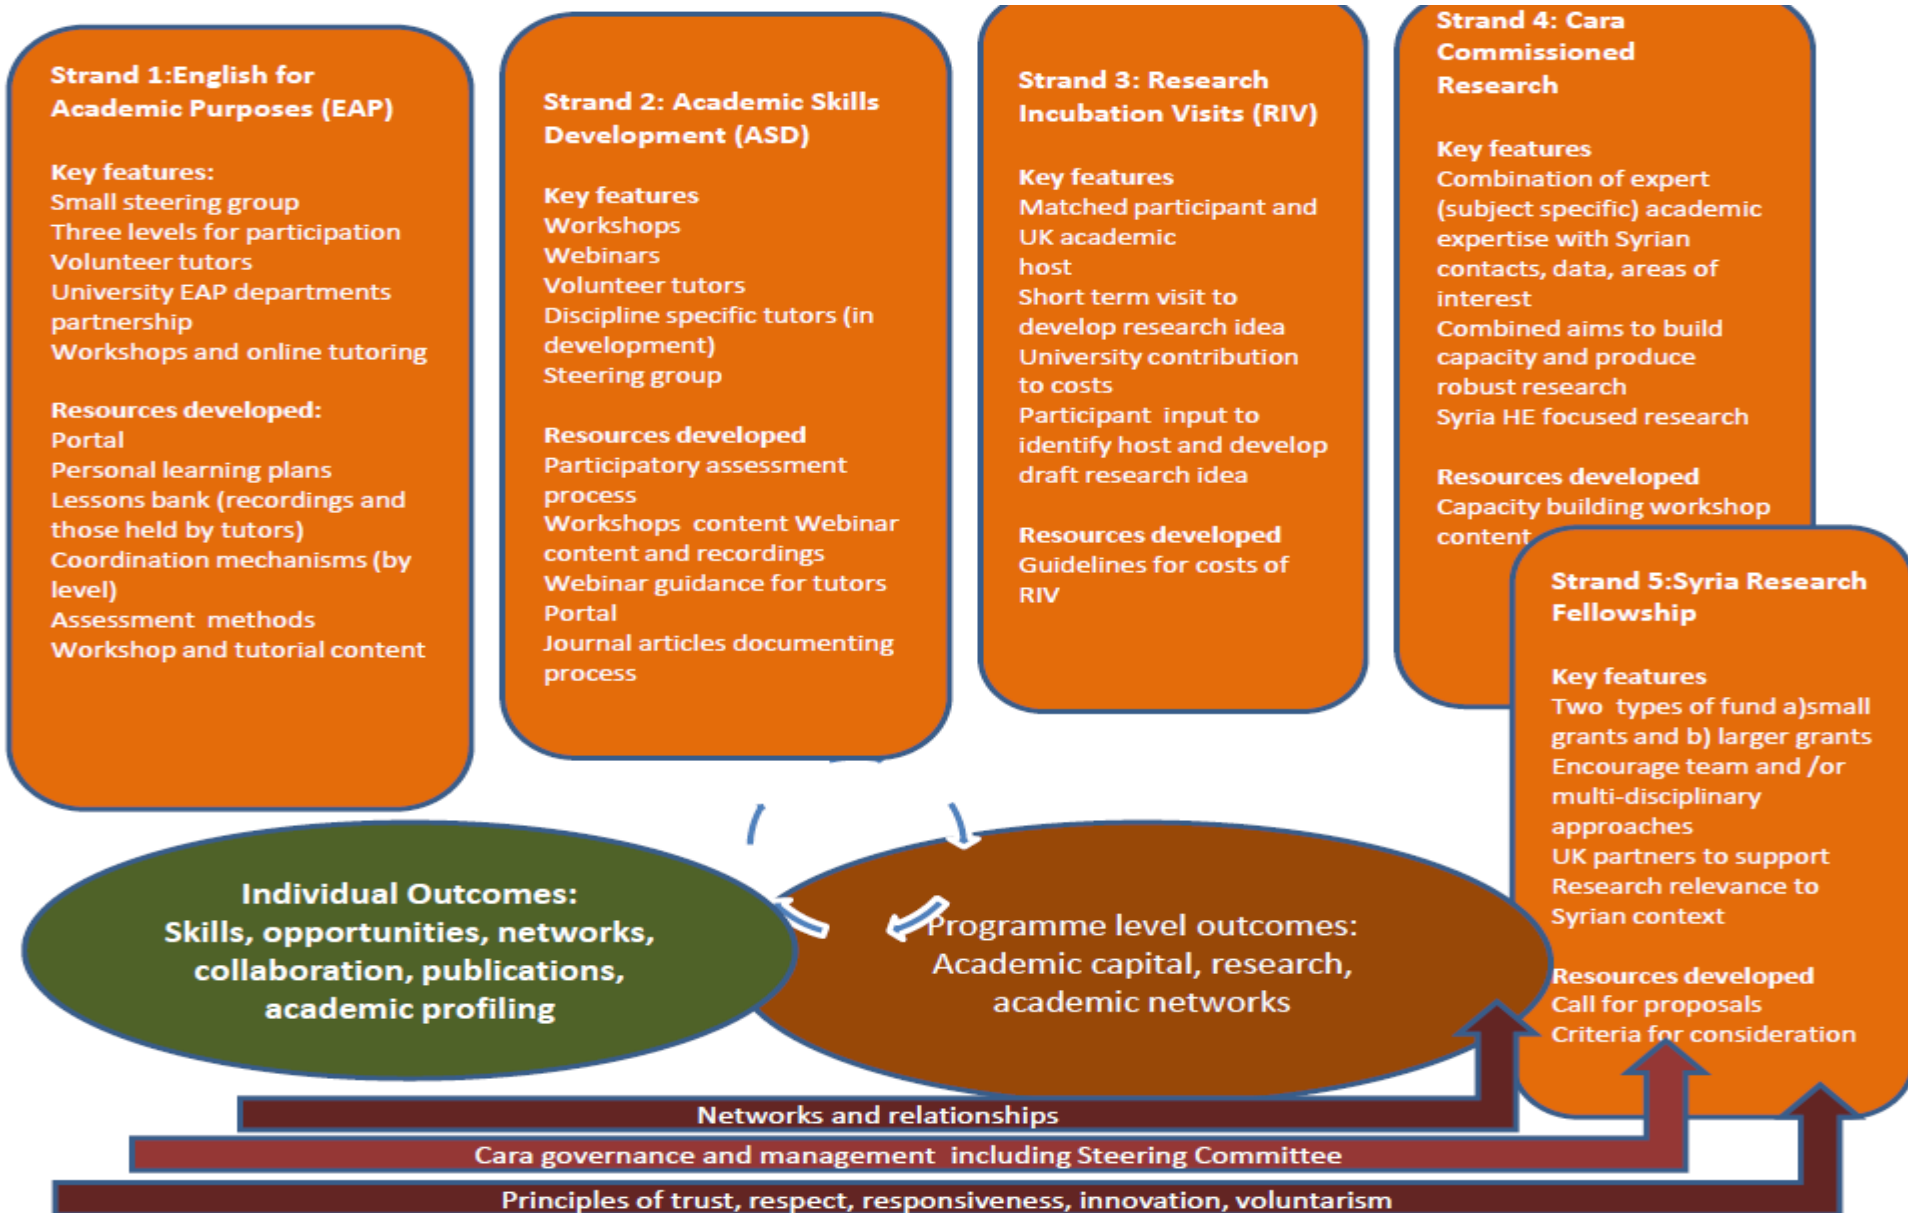 Strand 1:English for
Academic Purposes (EAP)
Key features:
Small steering group
Three levels for participation
Volunteer tutors
University EAP departments
partnership
Workshops and online tutoring
Resources developed:
Portal
Personal learning plans
Lessons bank (recordings and
those held by tutors)
Coordination mechanisms (by
level)
Assessment methods
Workshop and tutorial content
Strand 2: Academic Skills
Development (ASD)
Key features
Workshops
Webinars
Volunteer tutors
Discipline specific tutors (in
development)
Steering group
Resources developed
Participatory assessment
process
Workshops content Webinar
content and recordings
Webinar guidance for tutors
Portal
Journal articles documenting
process
Strand 3: Research
Incubation Visits (RIV)
Key features
Matched participant and
UK academic
host
Short term visit to
develop research idea
University contribution
to costs
Participant input to
identify host and develop
draft research idea
Resources developed
Guidelines for costs of
RIV
Strand 4: Cara
Commissioned
Research
Key features
Combination of expert
(subject specific) academic
expertise with Syrian
contacts, data, areas of
interest
Combined aims to build
capacity and produce
robust research
Syria HE focused research
Resources developed
Capacity building workshop
content
Strand 5:Syria Research
Fellowship
Key features
Two types of fund a)small
grants and b) larger grants
Encourage team and /or
multi-disciplinary
approaches
UK partners to support
Research relevance to
Syrian context
Resources developed
Call for proposals
Criteria for consideration
Individual Outcomes:
Skills, opportunities, networks,
collaboration, publications,
academic profiling
Programme level outcomes:
Academic capital, research,
academic networks
Networks and relationships
Cara governance and management including Steering Committee
Principles of trust, respect, responsiveness, innovation, voluntarism